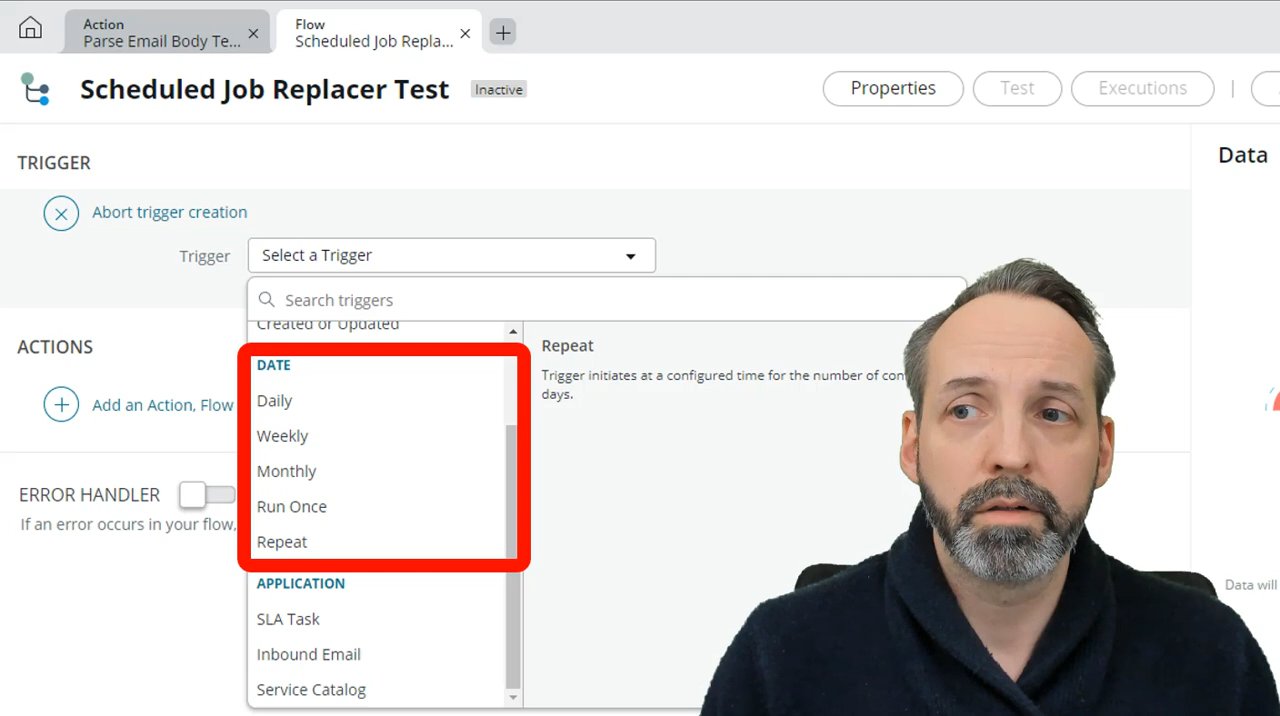 Action
Parse Email Body Te...
Flow
Scheduled Job Repla...
Scheduled Job Replacer Test
Inactive
Properties
Test
Executions
TRIGGER
Data
Abort trigger creation
Trigger
Select a Trigger
Search triggers
Created or Updated
ACTIONS
Add an Action, Flow
DATE
Daily
Weekly
Monthly
Run Once
Repeat
Repeat
Trigger initiates at a configured time for the number of
days.
ERROR HANDLER
If an error occurs in your flow,
APPLICATION
SLA Task
Inbound Email
Service Catalog
Data will